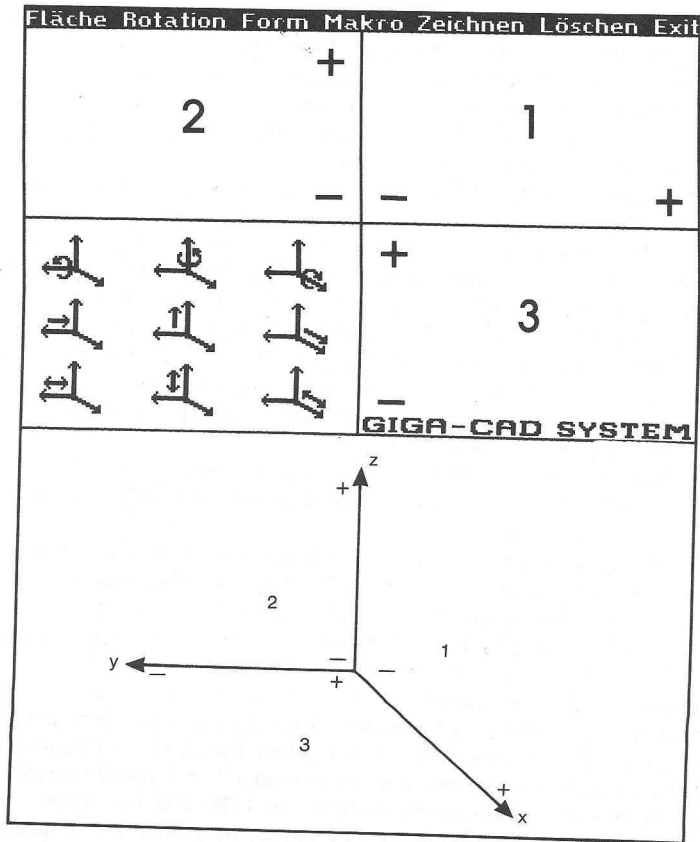 Fläche Rotation Form Makro Zeichnen Löschen Exit
+
2
1
− − +
+
3
−
GIGA-CAD SYSTEM
z
+
2
1
y − − −
+
3
+
x